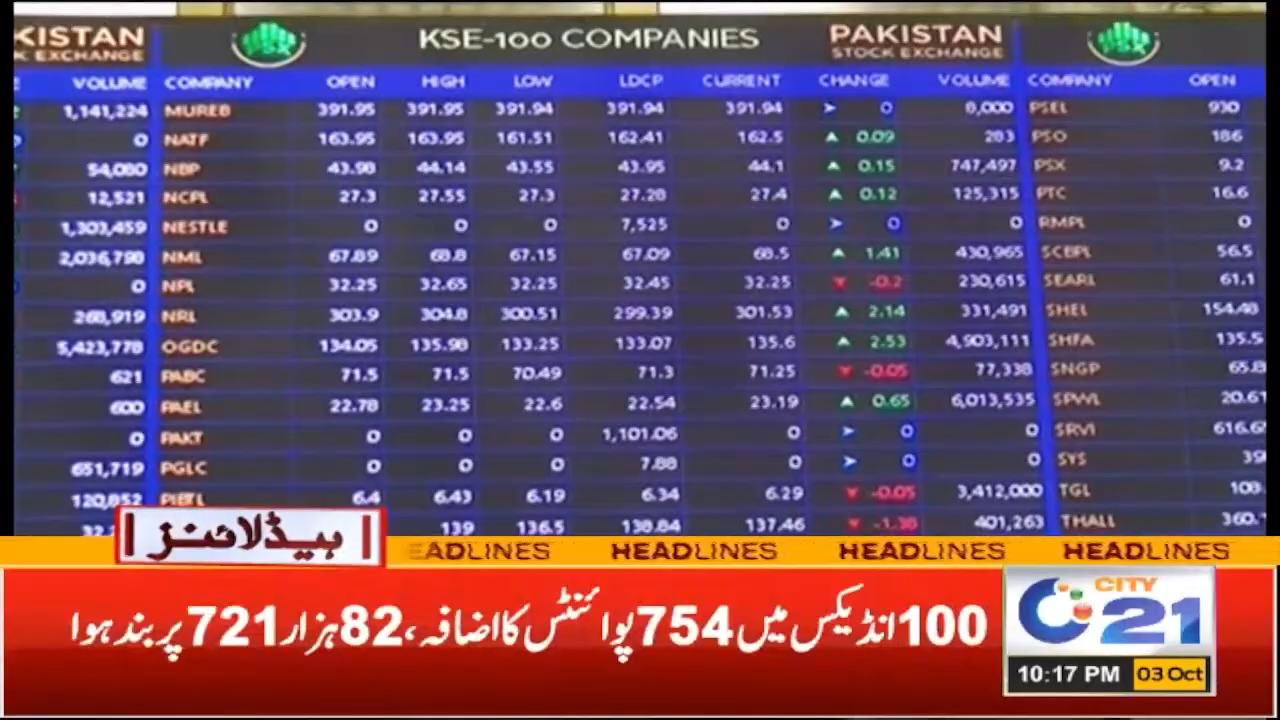 KISTAN PAKISTAN
K EXCHANGE KSE-100 COMPANIES STOCK EXCHANGE
VOLUME COMPANY OPEN HIGH LOW LDCP CURRENT CHANGE VOLUME COMPANY OPEN
1,141,224 MUREB 391.95 391.95 391.94 391.94 391.94 0 8,000 PSEL 930
0 NATF 163.95 163.95 161.51 162.41 162.5 0.09 283 PSO 186
54,080 NBP 43.98 44.14 43.55 43.95 44.1 0.15 747,497 PSX 9.2
12,521 NCPL 27.3 27.55 27.3 27.28 27.4 0.12 125,315 PTC 16.6
1,303,459 NESTLE 0 0 0 7,525 0 0 0 RMPL 0
2,036,798 NML 67.89 68.8 67.15 67.09 68.5 1.41 430,965 SCBPL 56.5
0 NPL 32.25 32.65 32.25 32.45 32.25 -0.2 230,615 SEARL 61.1
268,919 NRL 303.9 304.8 300.51 299.39 301.53 2.14 331,491 SHEL 154.48
5,423,778 OGDC 134.05 135.98 133.25 133.07 135.6 2.53 4,903,111 SHFA 135.5
621 PABC 71.5 71.5 70.49 71.3 71.25 -0.05 77,338 SNGP 65.8
600 PAEL 22.78 23.25 22.6 22.54 23.19 0.65 6,013,535 SPWL 20.61
0 PAKT 0 0 0 1,101.06 0 0 0 SRVI 616.6
651,719 PGLC 0 0 0 7.88 0 0 0 SYS 39
120,852 PIBTL 6.4 6.43 6.19 6.34 6.29 -0.05 3,412,000 TGL 108
139 136.5 138.84 137.46 -1.38 401,263 THALL 360.
ہیڈلائنز
EADLINES HEADLINES HEADLINES HEADLINES
100 انڈیکس میں 754 پوائنٹس کا اضافہ، 82 ہزار 721 پر بند ہوا
CITY
21
10:17 PM 03 Oct